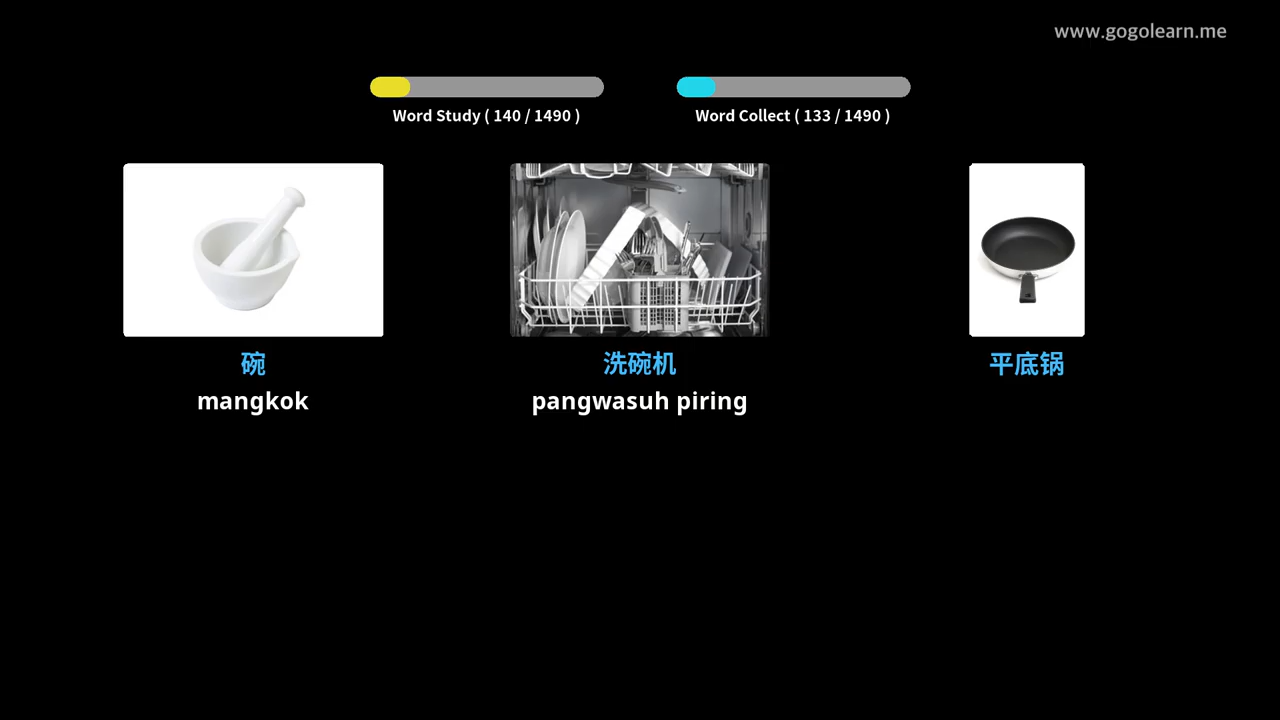 www.gogolearn.me
Word Study ( 140 / 1490 )
Word Collect ( 133 / 1490 )
碗
洗碗机
平底锅
mangkok
pangwasuh piring